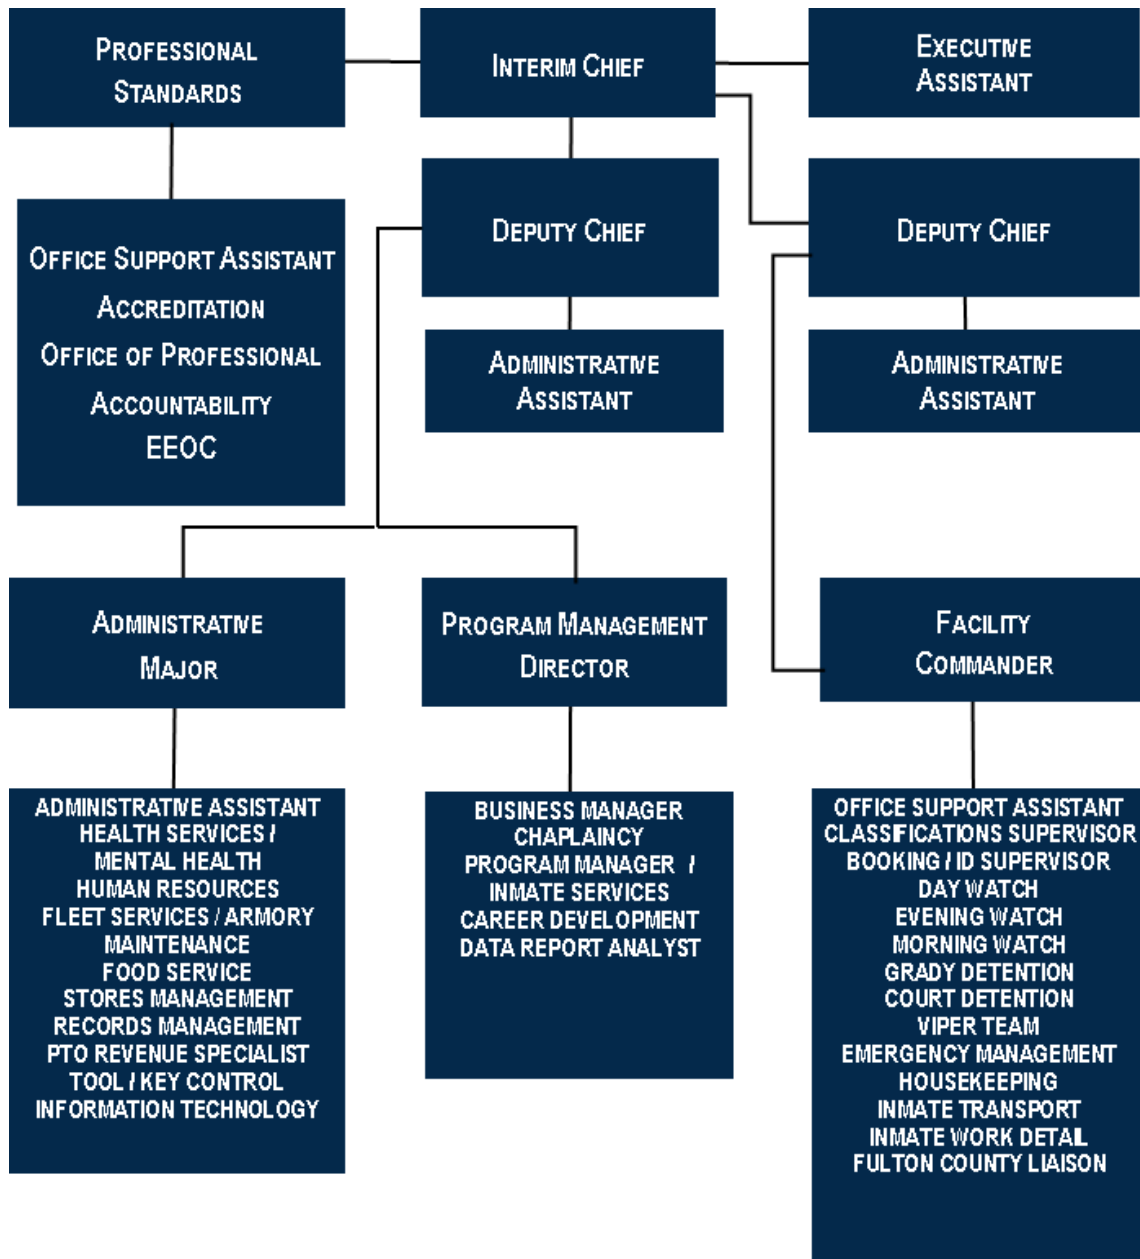 PROFESSIONAL
STANDARDS
INTERIM CHIEF
EXECUTIVE
ASSISTANT
OFFICE SUPPORT ASSISTANT
ACCREDITATION
OFFICE OF PROFESSIONAL
ACCOUNTABILITY
EEOC
DEPUTY CHIEF
DEPUTY CHIEF
ADMINISTRATIVE
ASSISTANT
ADMINISTRATIVE
ASSISTANT
ADMINISTRATIVE
MAJOR
PROGRAM MANAGEMENT
DIRECTOR
FACILITY
COMMANDER
ADMINISTRATIVE ASSISTANT
HEALTH SERVICES /
MENTAL HEALTH
HUMAN RESOURCES
FLEET SERVICES / ARMORY
MAINTENANCE
FOOD SERVICE
STORES MANAGEMENT
RECORDS MANAGEMENT
PTO REVENUE SPECIALIST
TOOL / KEY CONTROL
INFORMATION TECHNOLOGY
BUSINESS MANAGER
CHAPLAINCY
PROGRAM MANAGER /
INMATE SERVICES
CAREER DEVELOPMENT
DATA REPORT ANALYST
OFFICE SUPPORT ASSISTANT
CLASSIFICATIONS SUPERVISOR
BOOKING / ID SUPERVISOR
DAY WATCH
EVENING WATCH
MORNING WATCH
GRADY DETENTION
COURT DETENTION
VIPER TEAM
EMERGENCY MANAGEMENT
HOUSEKEEPING
INMATE TRANSPORT
INMATE WORK DETAIL
FULTON COUNTY LIAISON